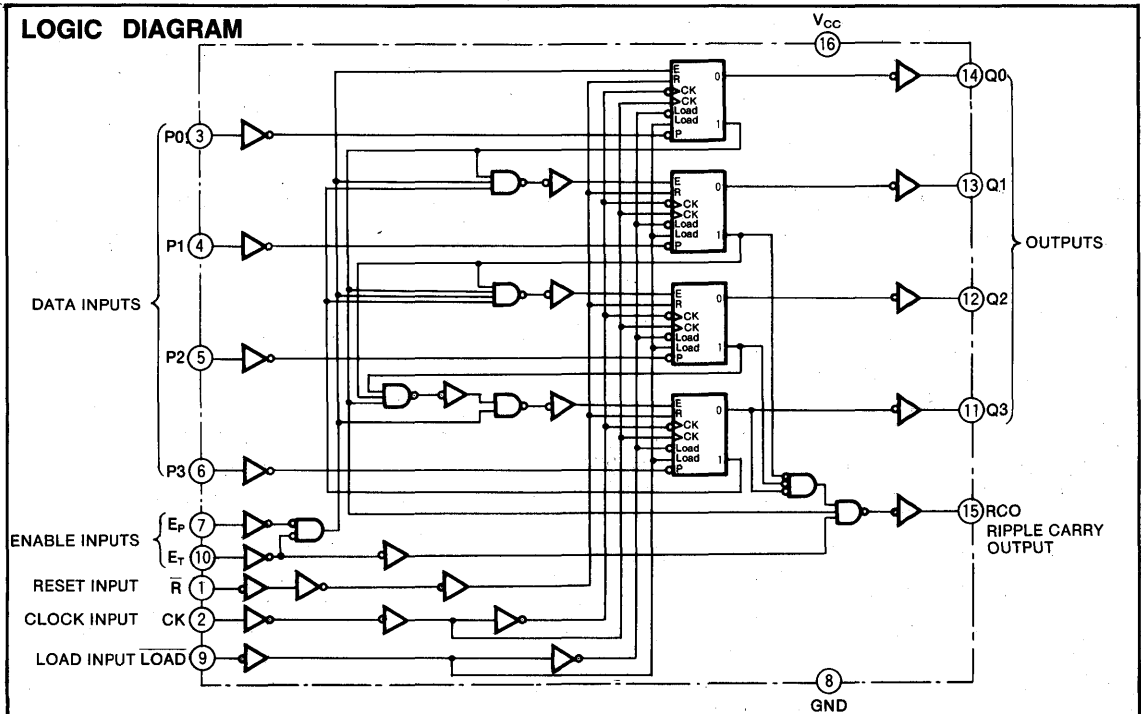 LOGIC DIAGRAM
VCC
16
E
R
CK
CK
Load
Load
P
0
1
14 Q0
P0: 3
E
R
CK
CK
Load
Load
P
0
1
13 Q1
P1 4
OUTPUTS
DATA INPUTS
E
R
CK
CK
Load
Load
P
0
1
12 Q2
P2 5
E
R
CK
CK
Load
Load
P
0
1
11 Q3
P3 6
EP 7
ENABLE INPUTS
ET 10
15 RCO
RIPPLE CARRY
OUTPUT
RESET INPUT R̅ 1
CLOCK INPUT CK 2
LOAD INPUT L̅O̅A̅D̅ 9
8
GND